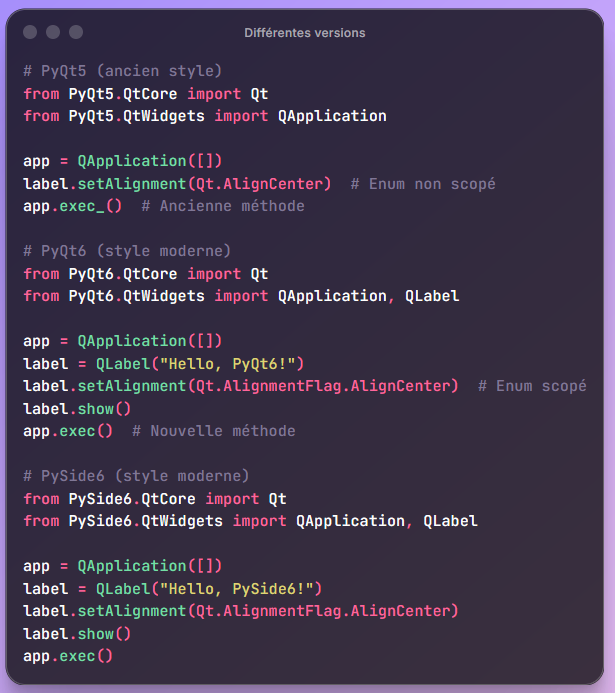 Différentes versions
# PyQt5 (ancien style)
from PyQt5.QtCore import Qt
from PyQt5.QtWidgets import QApplication
app = QApplication([])
label.setAlignment(Qt.AlignCenter)  # Enum non scopé
app.exec_()  # Ancienne méthode
# PyQt6 (style moderne)
from PyQt6.QtCore import Qt
from PyQt6.QtWidgets import QApplication, QLabel
app = QApplication([])
label = QLabel("Hello, PyQt6!")
label.setAlignment(Qt.AlignmentFlag.AlignCenter)  # Enum scopé
label.show()
app.exec()  # Nouvelle méthode
# PySide6 (style moderne)
from PySide6.QtCore import Qt
from PySide6.QtWidgets import QApplication, QLabel
app = QApplication([])
label = QLabel("Hello, PySide6!")
label.setAlignment(Qt.AlignmentFlag.AlignCenter)
label.show()
app.exec()